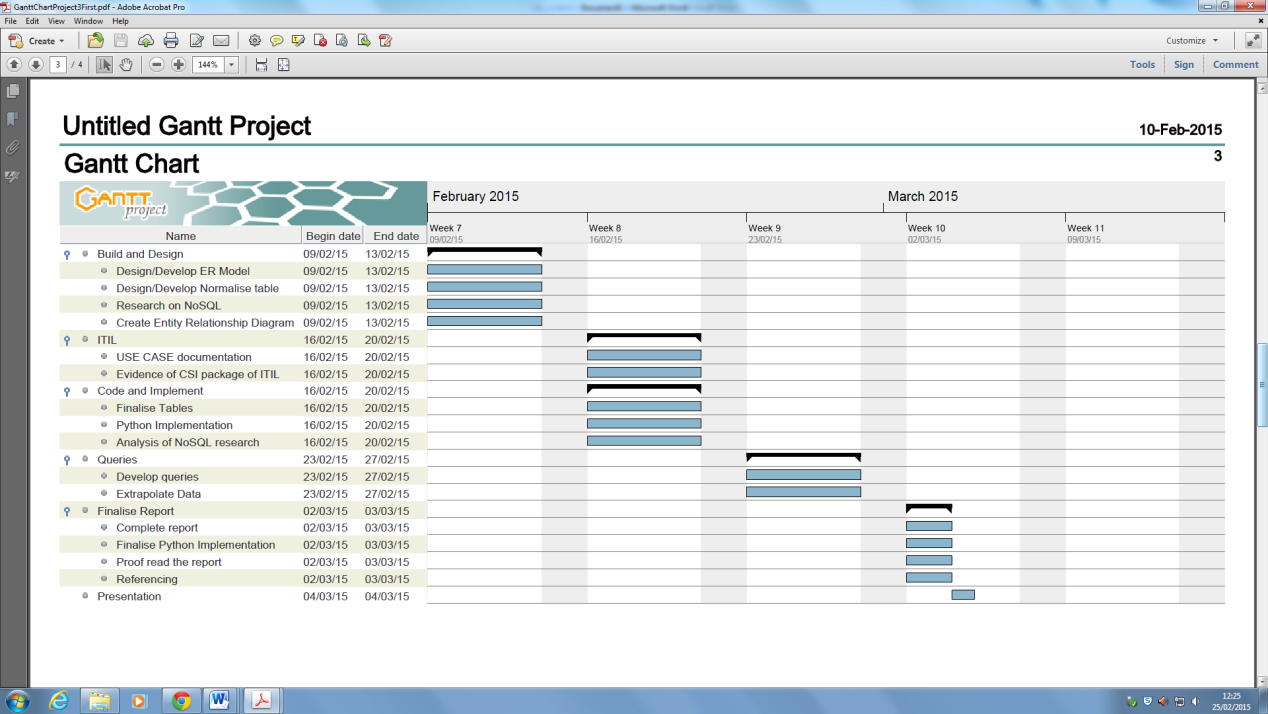 GanttChartProject3First.pdf - Adobe Acrobat Pro
File Edit View Window Help
Create Customize
3 / 4 144% Tools Sign Comment
Untitled Gantt Project
10-Feb-2015
Gantt Chart
3
GANTT project
February 2015 March 2015
Week 7 Week 8 Week 9 Week 10 Week 11
09/02/15 16/02/15 23/02/15 02/03/15 09/03/15
Name Begin date End date
Build and Design 09/02/15 13/02/15
Design/Develop ER Model 09/02/15 13/02/15
Design/Develop Normalise table 09/02/15 13/02/15
Research on NoSQL 09/02/15 13/02/15
Create Entity Relationship Diagram 09/02/15 13/02/15
ITIL 16/02/15 20/02/15
USE CASE documentation 16/02/15 20/02/15
Evidence of CSI package of ITIL 16/02/15 20/02/15
Code and Implement 16/02/15 20/02/15
Finalise Tables 16/02/15 20/02/15
Python Implementation 16/02/15 20/02/15
Analysis of NoSQL research 16/02/15 20/02/15
Queries 23/02/15 27/02/15
Develop queries 23/02/15 27/02/15
Extrapolate Data 23/02/15 27/02/15
Finalise Report 02/03/15 03/03/15
Complete report 02/03/15 03/03/15
Finalise Python Implementation 02/03/15 03/03/15
Proof read the report 02/03/15 03/03/15
Referencing 02/03/15 03/03/15
Presentation 04/03/15 04/03/15
12:25
25/02/2015